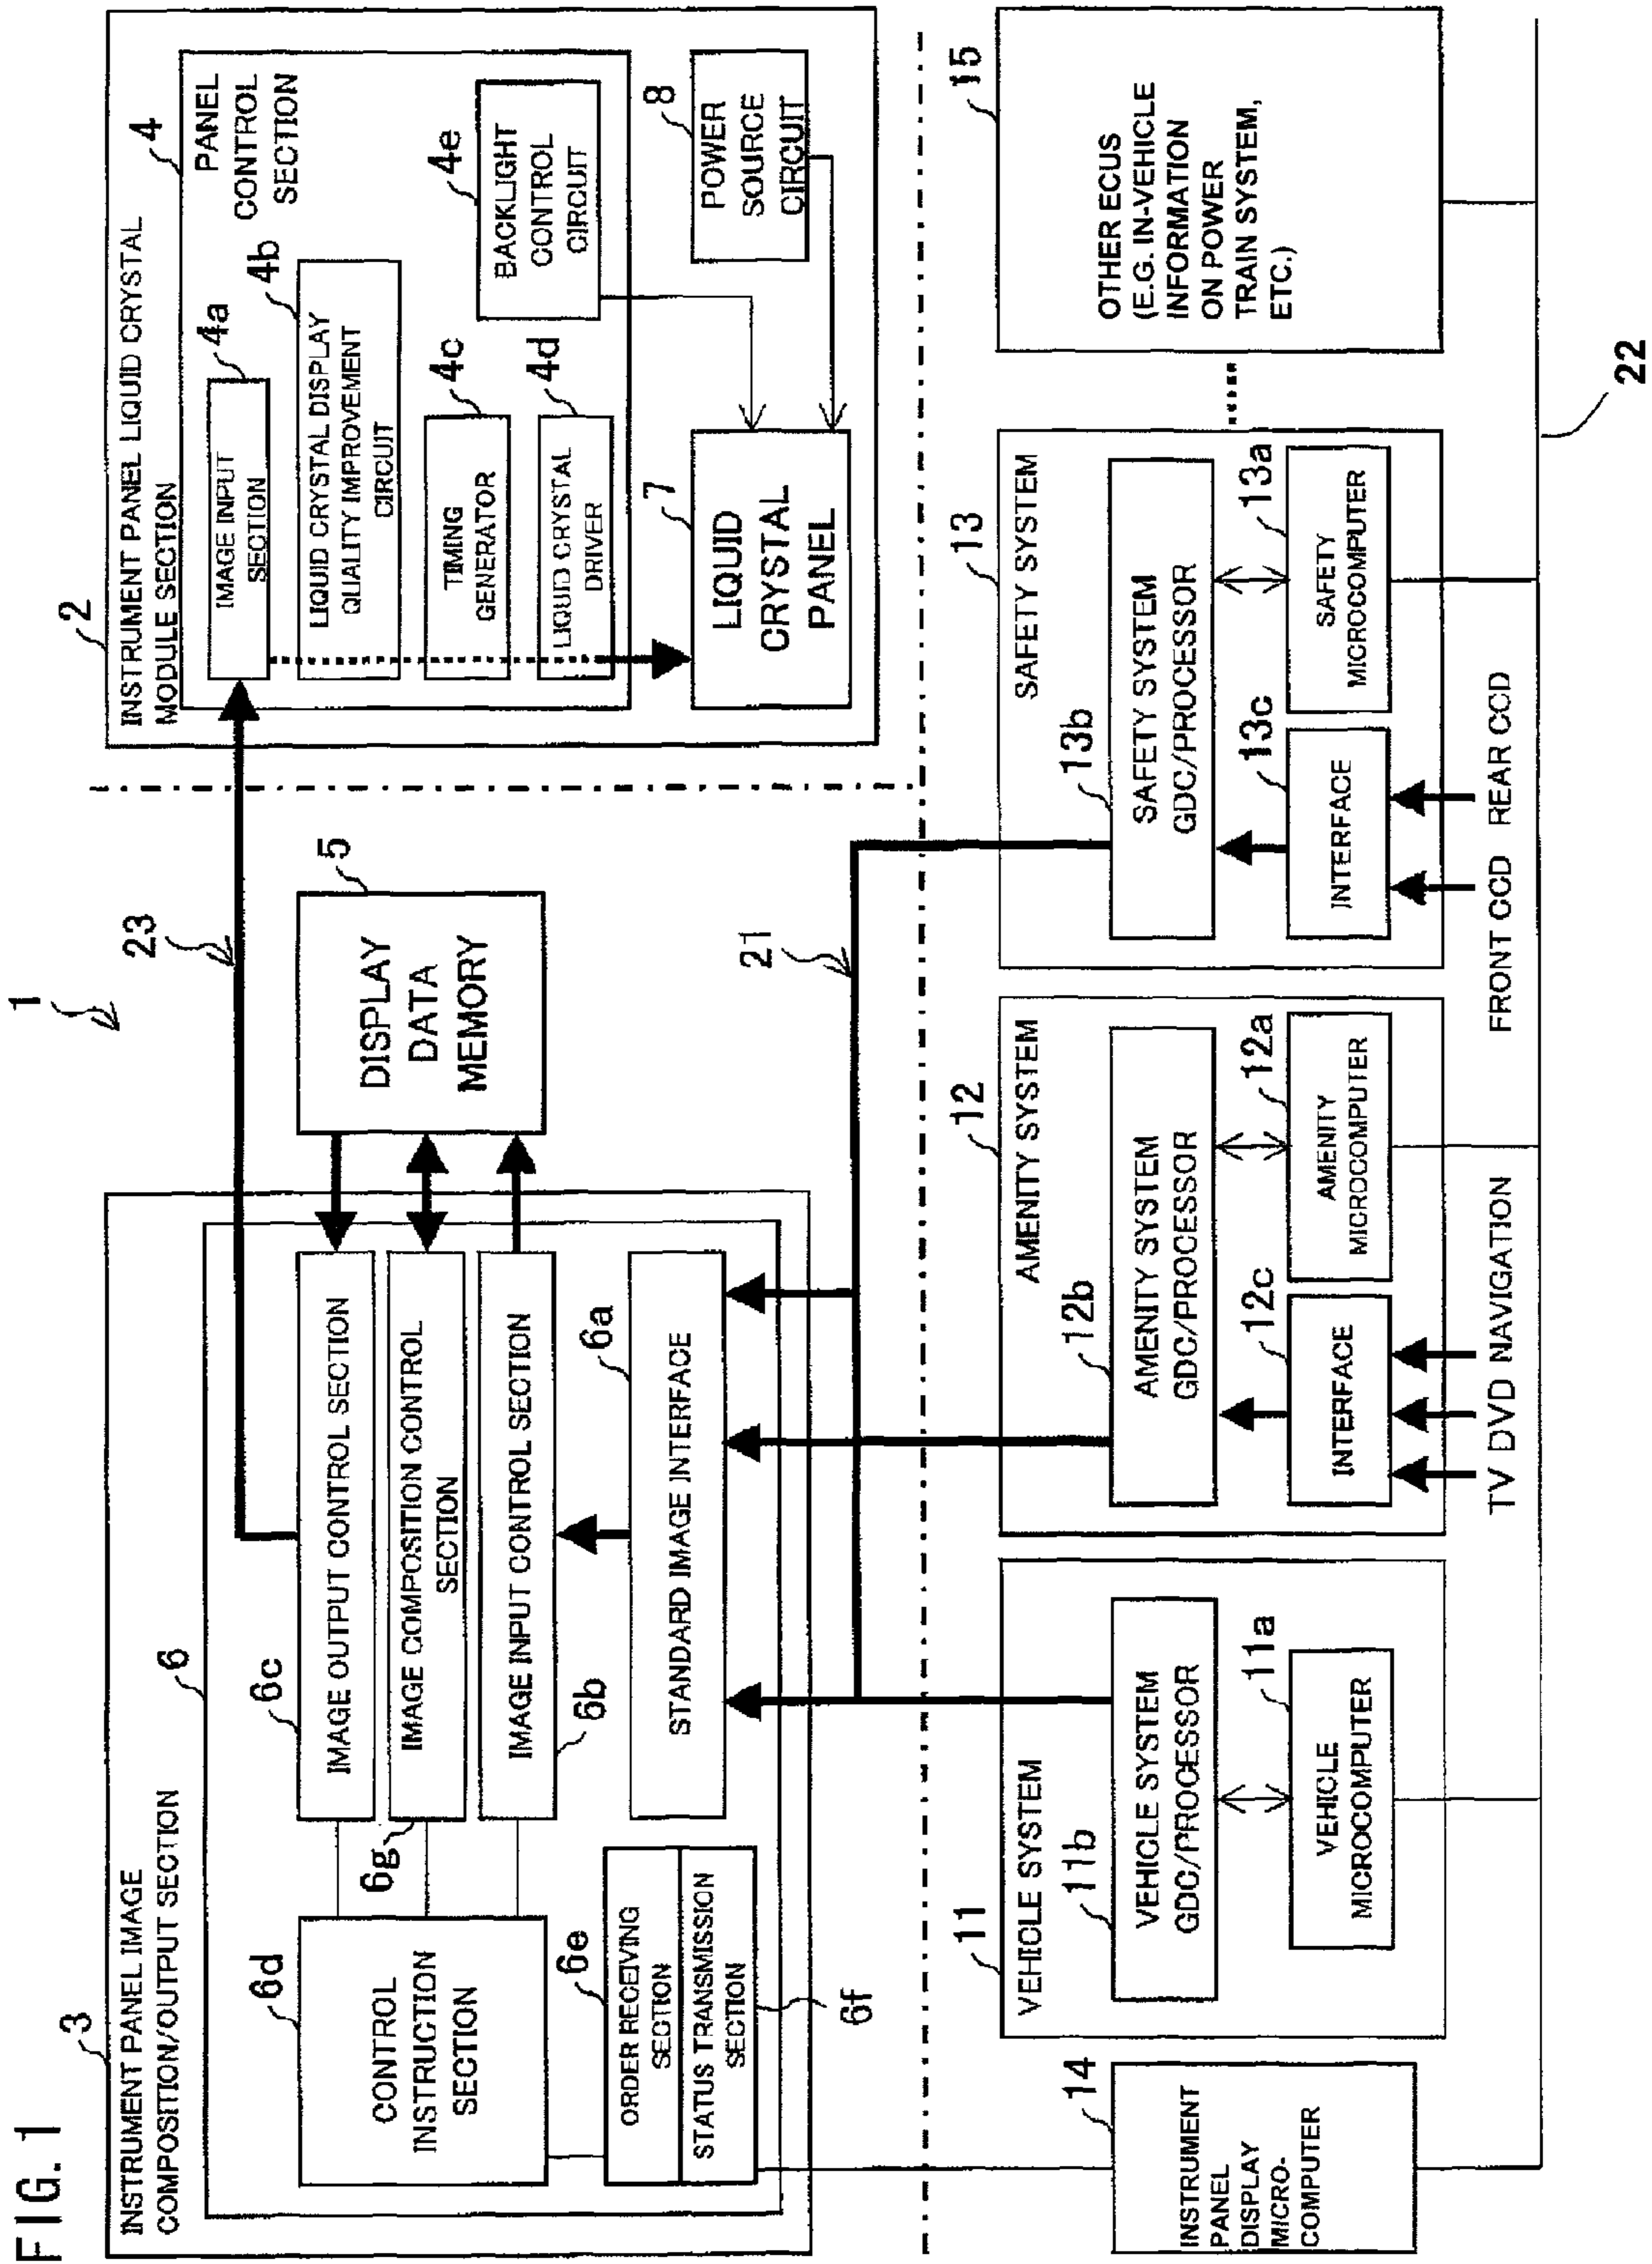 FIG. 1
1
3
INSTRUMENT PANEL IMAGE
COMPOSITION/OUTPUT SECTION
6
6d
CONTROL
INSTRUCTION
SECTION
6c
IMAGE OUTPUT CONTROL SECTION
6g
IMAGE COMPOSITION CONTROL
SECTION
IMAGE INPUT CONTROL SECTION
6b
6e
ORDER RECEIVING
SECTION
STATUS TRANSMISSION
SECTION
6f
6a
STANDARD IMAGE INTERFACE
23
5
DISPLAY
DATA
MEMORY
21
2
INSTRUMENT PANEL LIQUID CRYSTAL
MODULE SECTION
4
PANEL
CONTROL
SECTION
4a
IMAGE INPUT
SECTION
4b
LIQUID CRYSTAL DISPLAY
QUALITY IMPROVEMENT
CIRCUIT
4c
TIMING
GENERATOR
4d
LIQUID CRYSTAL
DRIVER
4e
BACKLIGHT
CONTROL
CIRCUIT
7
LIQUID
CRYSTAL
PANEL
8
POWER
SOURCE
CIRCUIT
14
INSTRUMENT
PANEL
DISPLAY
MICRO-
COMPUTER
11
VEHICLE SYSTEM
11b
VEHICLE SYSTEM
GDC/PROCESSOR
11a
VEHICLE
MICROCOMPUTER
12
AMENITY SYSTEM
12b
AMENITY SYSTEM
GDC/PROCESSOR
12c
INTERFACE
12a
AMENITY
MICROCOMPUTER
TV DVD NAVIGATION
13
SAFETY SYSTEM
13b
SAFETY SYSTEM
GDC/PROCESSOR
13c
INTERFACE
13a
SAFETY
MICROCOMPUTER
FRONT CCD REAR CCD
15
OTHER ECUS
(E.G. IN-VEHICLE
INFORMATION
ON POWER
TRAIN SYSTEM,
ETC.)
22